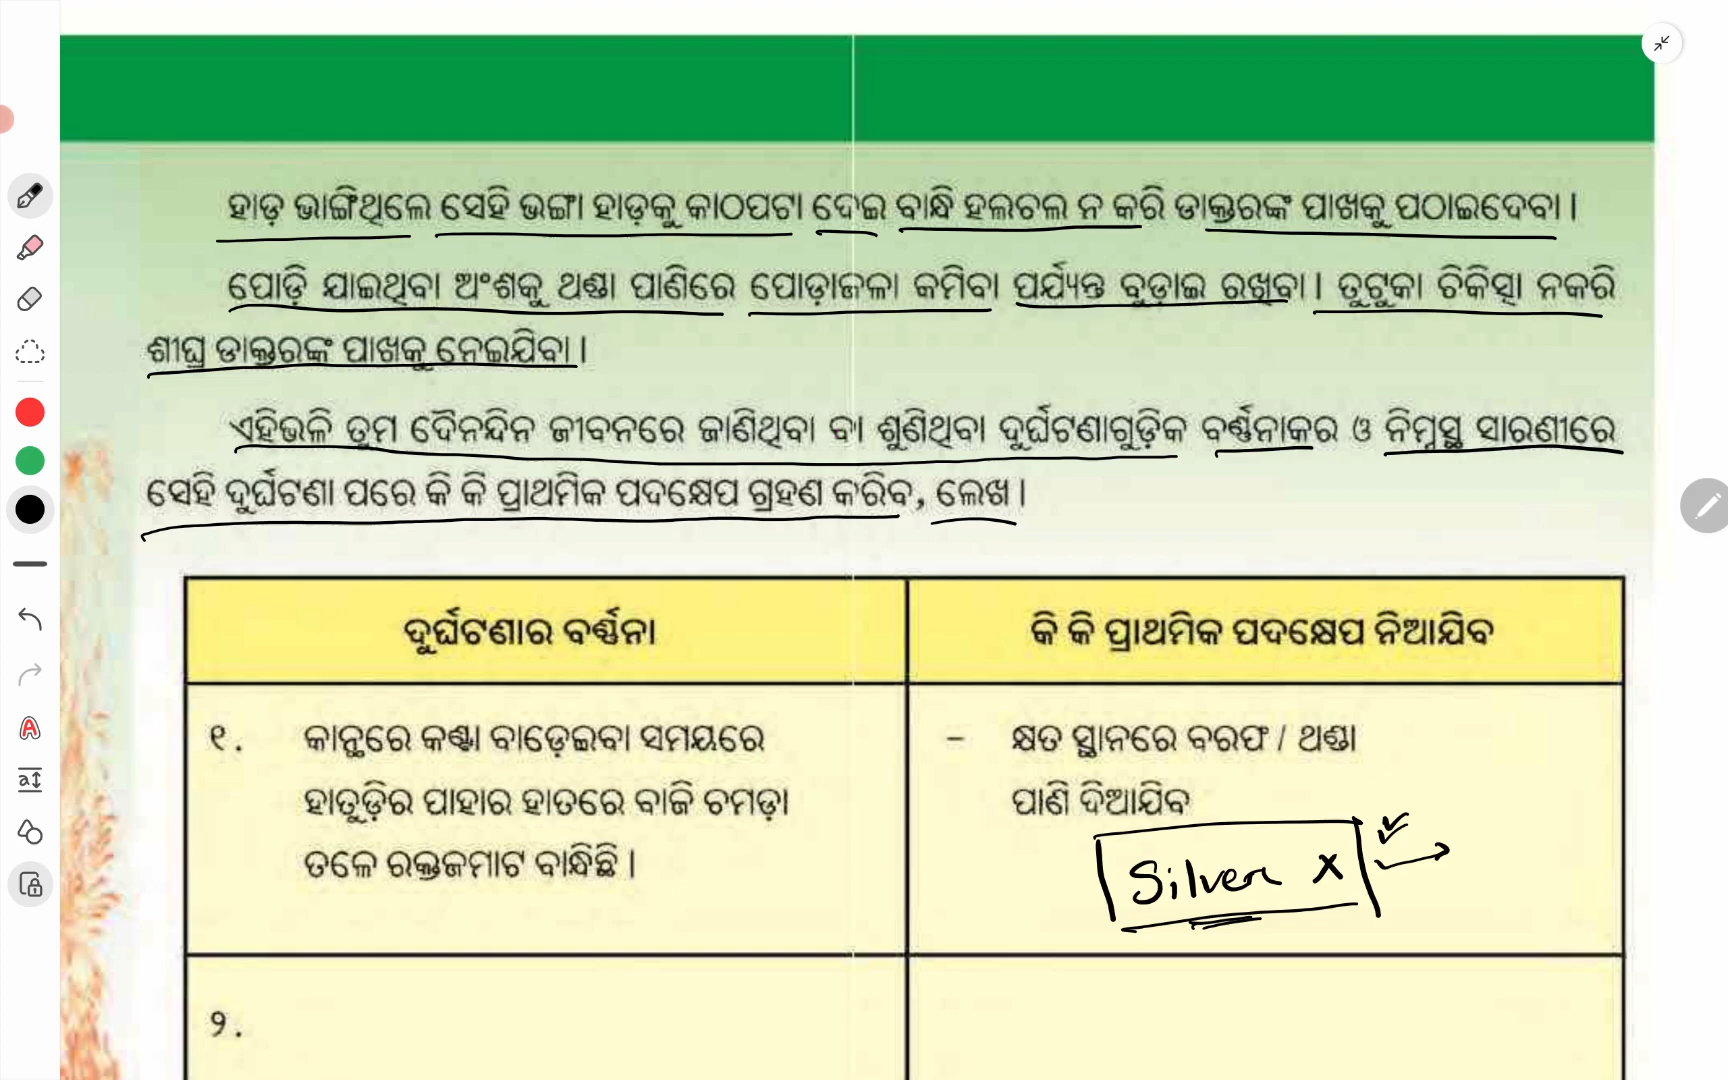 ହାଡ଼ ଭାଙ୍ଗିଥିଲେ ସେହି ଭଙ୍ଗା ହାଡ଼କୁ କାଠପଟା ଦେଇ ବାନ୍ଧି ହଲଚଲ ନ କରି ଡାକ୍ତରଙ୍କ ପାଖକୁ ପଠାଇଦେବା ।
ପୋଡ଼ି ଯାଇଥିବା ଅଂଶକୁ ଥଣ୍ଡା ପାଣିରେ ପୋଡ଼ାଜଳା କମିବା ପର୍ଯ୍ୟନ୍ତ ବୁଡ଼ାଇ ରଖିବା । ତୁଟୁକା ଚିକିତ୍ସା ନକରି
ଶୀଘ୍ର ଡାକ୍ତରଙ୍କ ପାଖକୁ ନେଇଯିବା ।
ଏହିଭଳି ତୁମ ଦୈନନ୍ଦିନ ଜୀବନରେ ଜାଣିଥିବା ବା ଶୁଣିଥିବା ଦୁର୍ଘଟଣାଗୁଡ଼ିକ ବର୍ଣ୍ଣନାକର ଓ ନିମ୍ନସ୍ଥ ସାରଣୀରେ
ସେହି ଦୁର୍ଘଟଣା ପରେ କି କି ପ୍ରାଥମିକ ପଦକ୍ଷେପ ଗ୍ରହଣ କରିବ, ଲେଖ ।
ଦୁର୍ଘଟଣାର ବର୍ଣ୍ଣନା
କି କି ପ୍ରାଥମିକ ପଦକ୍ଷେପ ନିଆଯିବ
୧. କାନ୍ଥରେ କଣ୍ଟା ବାଡ଼େଇବା ସମୟରେ
ହାତୁଡ଼ିର ପାହାର ହାତରେ ବାଜି ଚମଡ଼ା
ତଳେ ରକ୍ତଜମାଟ ବାନ୍ଧିଛି ।
– କ୍ଷତ ସ୍ଥାନରେ ବରଫ / ଥଣ୍ଡା
ପାଣି ଦିଆଯିବ
Silver x
୨.